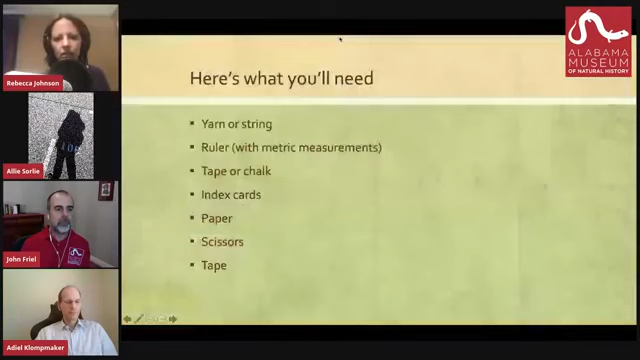 Rebecca Johnson
Allie Sorlie
John Friel
Adiel Klompmaker
Here's what you'll need
▪ Yarn or string
▪ Ruler (with metric measurements)
▪ Tape or chalk
▪ Index cards
▪ Paper
▪ Scissors
▪ Tape
ALABAMA
MUSEUM
OF NATURAL HISTORY